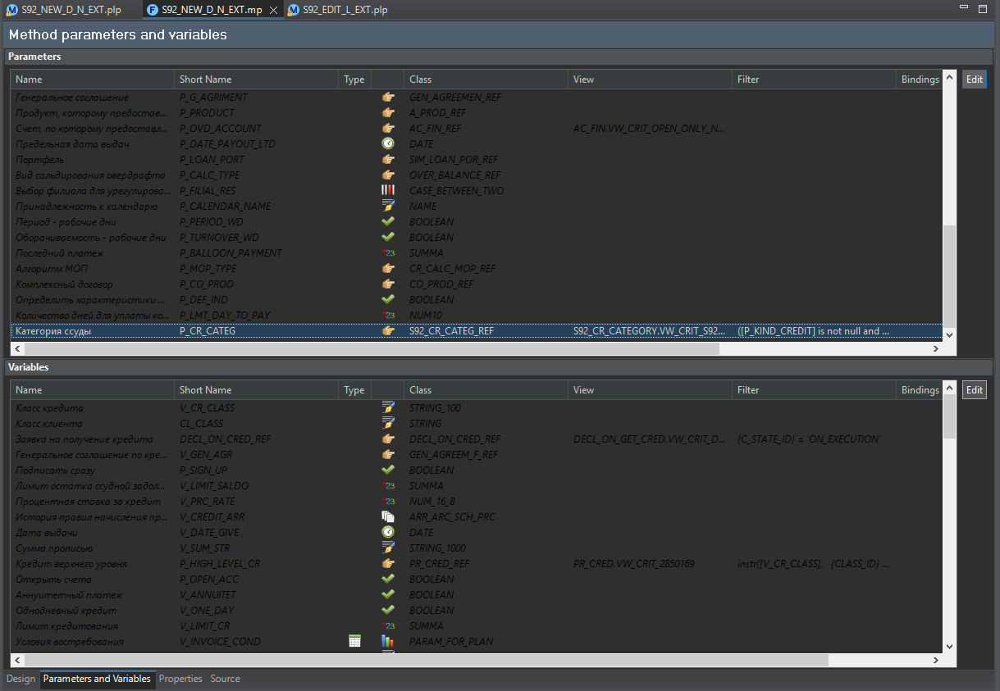 S92_NEW_D_N_EXT.plp S92_NEW_D_N_EXT.mp S92_EDIT_L_EXT.plp
Method parameters and variables
Parameters
Name Short Name Type Class View Filter Bindings Edit
Генеральное соглашение P_G_AGRIMENT GEN_AGREEMEN_REF
Продукт, которому предостав... P_PRODUCT A_PROD_REF
Счет, по которому предоставл... P_OVD_ACCOUNT AC_FIN_REF AC_FIN.VW_CRIT_OPEN_ONLY_N...
Предельная дата выдач P_DATE_PAYOUT_LTD DATE
Портфель P_LOAN_PORT SIM_LOAN_POR_REF
Вид сальдирования овердрафта P_CALC_TYPE OVER_BALANCE_REF
Выбор филиала для урегулирова... P_FILIAL_RES CASE_BETWEEN_TWO
Принадлежность к календарю P_CALENDAR_NAME NAME
Период - рабочие дни P_PERIOD_WD BOOLEAN
Оборачиваемость - рабочие дни P_TURNOVER_WD BOOLEAN
Последний платеж P_BALLOON_PAYMENT 123 SUMMA
Алгоритм МОП P_MOP_TYPE CR_CALC_MOP_REF
Комплексный договор P_CO_PROD CO_PROD_REF
Определить характеристики ... P_DEF_IND BOOLEAN
Количество дней для уплаты ко... P_LMT_DAY_TO_PAY 123 NUM10
Категория ссуды P_CR_CATEG S92_CR_CATEG_REF S92_CR_CATEGORY.VW_CRIT_S92... ([P_KIND_CREDIT] is not null and ...
Variables
Name Short Name Type Class View Filter Bindings Edit
Класс кредита V_CR_CLASS STRING_100
Класс клиента CL_CLASS STRING
Заявка на получение кредита DECL_ON_CRED_REF DECL_ON_CRED_REF DECL_ON_GET_CRED.VW_CRIT_D... {C_STATE_ID} = 'ON_EXECUTION'
Генеральное соглашение по кре... V_GEN_AGR GEN_AGREEM_F_REF
Подписать сразу P_SIGN_UP BOOLEAN
Лимит остатка ссудной задол... V_LIMIT_SALDO 123 SUMMA
Процентная ставка за кредит V_PRC_RATE 123 NUM_16_8
История правил начисления пр... V_CREDIT_ARR ARR_ARC_SCH_PRC
Дата выдачи V_DATE_GIVE DATE
Сумма прописью V_SUM_STR STRING_1000
Кредит верхнего уровня P_HIGH_LEVEL_CR PR_CRED_REF PR_CRED.VW_CRIT_2850169 instr([V_CR_CLASS], {CLASS_ID} ...
Открыть счета P_OPEN_ACC BOOLEAN
Аннуитетный платеж V_ANNUITET BOOLEAN
Однодневный кредит V_ONE_DAY BOOLEAN
Лимит кредитования V_LIMIT_CR 123 SUMMA
Условия востребования V_INVOICE_COND PARAM_FOR_PLAN
Design Parameters and Variables Properties Source